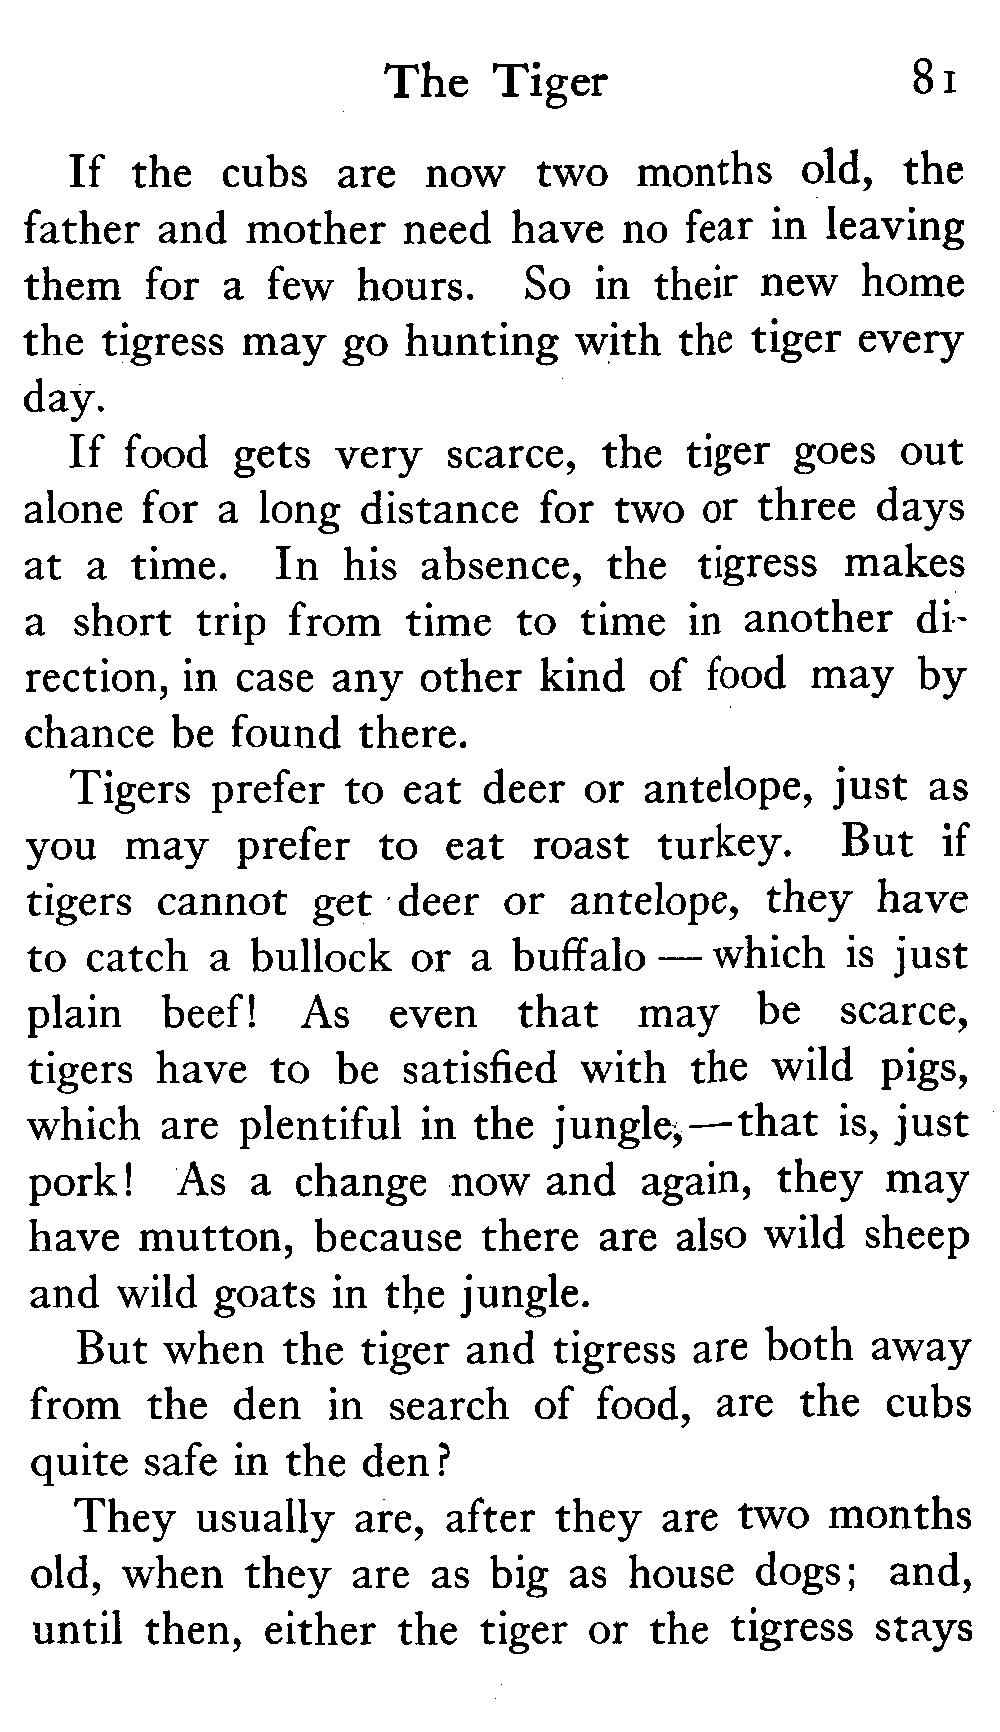 The Tiger 81
If the cubs are now two months old, the
father and mother need have no fear in leaving
them for a few hours. So in their new home
the tigress may go hunting with the tiger every
day.
If food gets very scarce, the tiger goes out
alone for a long distance for two or three days
at a time. In his absence, the tigress makes
a short trip from time to time in another di-
rection, in case any other kind of food may by
chance be found there.
Tigers prefer to eat deer or antelope, just as
you may prefer to eat roast turkey. But if
tigers cannot get deer or antelope, they have
to catch a bullock or a buffalo — which is just
plain beef! As even that may be scarce,
tigers have to be satisfied with the wild pigs,
which are plentiful in the jungle,—that is, just
pork! As a change now and again, they may
have mutton, because there are also wild sheep
and wild goats in the jungle.
But when the tiger and tigress are both away
from the den in search of food, are the cubs
quite safe in the den?
They usually are, after they are two months
old, when they are as big as house dogs; and,
until then, either the tiger or the tigress stays